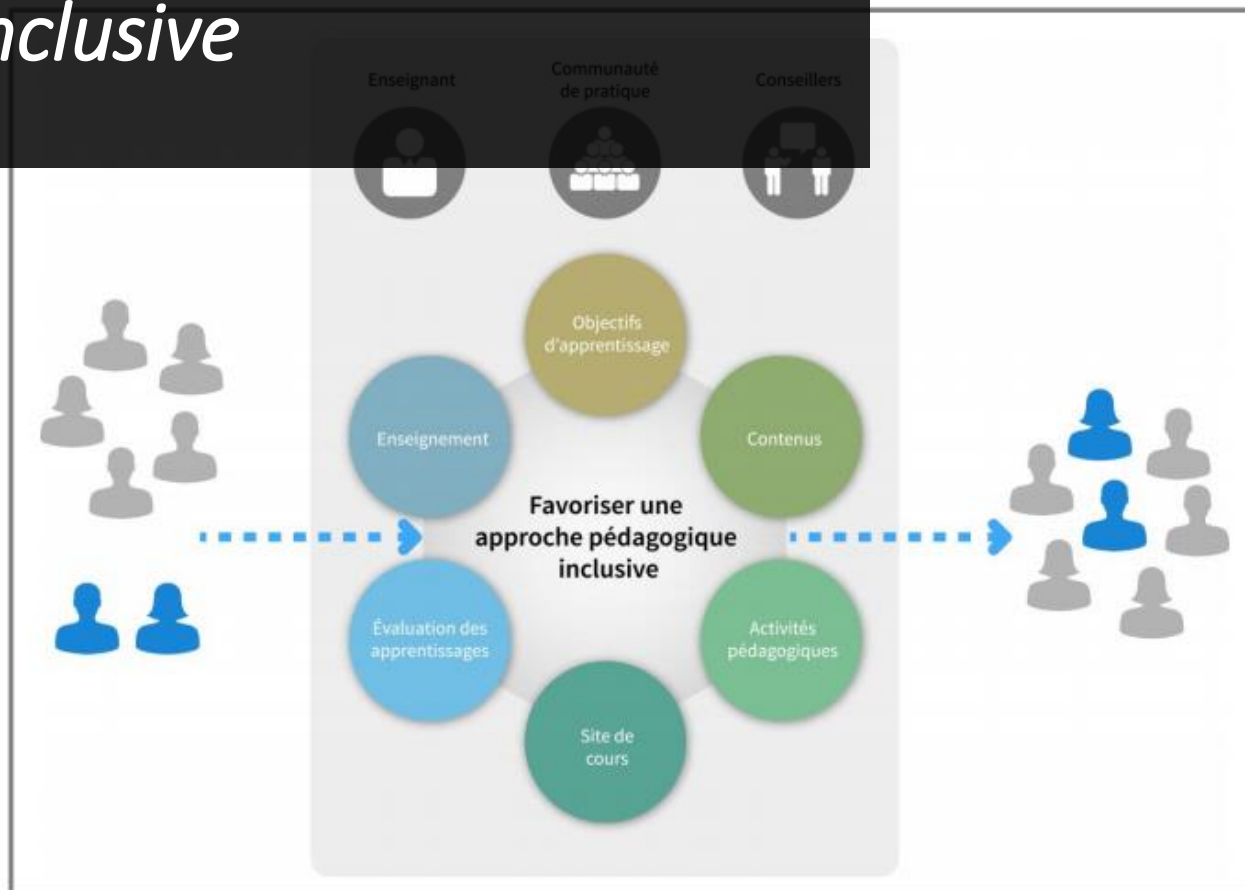 nclusive
Enseignant
Communauté
de pratique
Conseillers
Objectifs
d'apprentissage
Enseignement
Contenus
Favoriser une
approche pédagogique
inclusive
Évaluation des
apprentissages
Activités
pédagogiques
Site de
cours